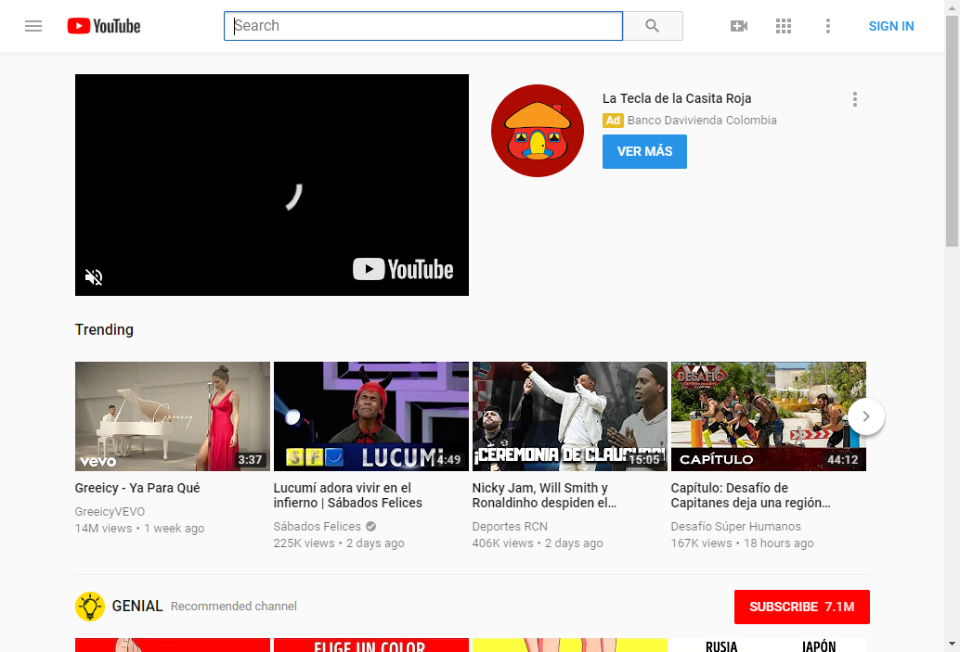 YouTube
Search
SIGN IN
YouTube
La Tecla de la Casita Roja
Ad Banco Davivienda Colombia
VER MÁS
Trending
Greeicy
vevo
3:37
SF LUCUMÍ
4:49
¡CEREMONIA DE CLAUSURA!
15:05
DESAFÍO
CAPÍTULO
44:12
Greeicy - Ya Para Qué
GreeicyVEVO
14M views • 1 week ago
Lucumí adora vivir en el
infierno | Sábados Felices
Sábados Felices
225K views • 2 days ago
Nicky Jam, Will Smith y
Ronaldinho despiden el...
Deportes RCN
406K views • 2 days ago
Capítulo: Desafío de
Capitanes deja una región...
Desafío Súper Humanos
167K views • 18 hours ago
GENIAL Recommended channel
SUBSCRIBE 7.1M
ELIGE UN COLOR
RUSIA JAPÓN